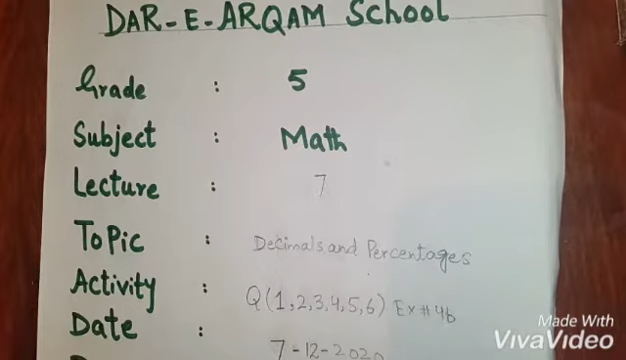 DAR-E-ARQAM School
Grade : 5
Subject : Math
Lecture : 7
Topic : Decimals and Percentages
Activity : Q(1,2,3,4,5,6) Ex # 4b
Date : 7-12-2020
Made With
VivaVideo